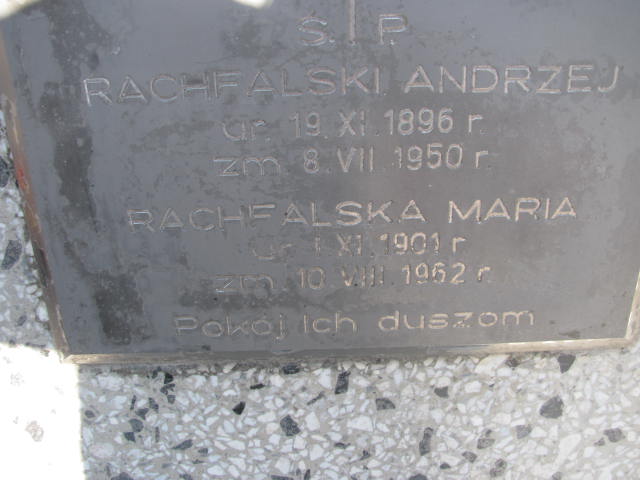 Ś. P.
RACHFALSKI ANDRZEJ
ur. 19. XI. 1896 r.
zm. 8. VII. 1950 r.
RACHFALSKA MARIA
ur. 1. XI. 1901 r.
zm. 10. VIII. 1962 r.
Pokój Ich duszom